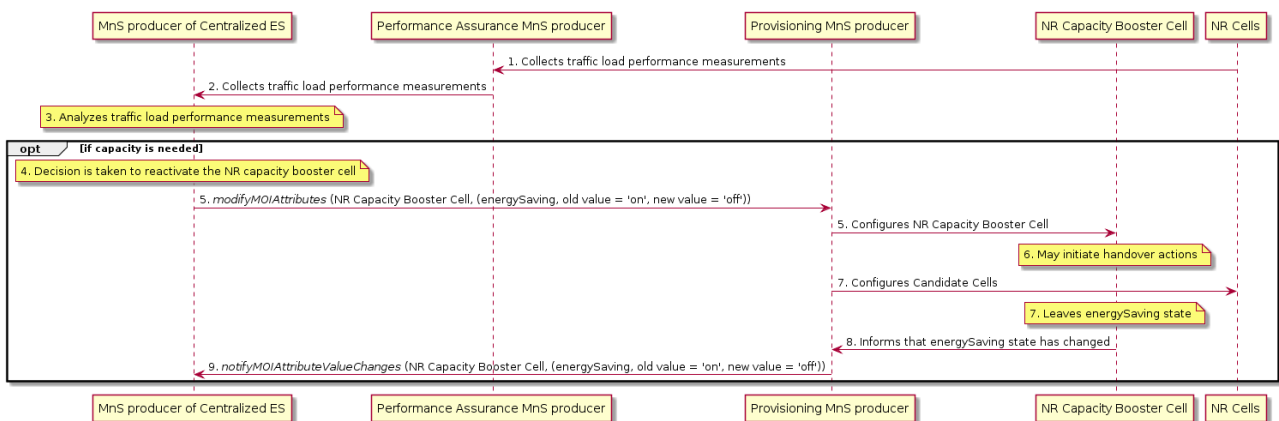 MnS producer of Centralized ES
Performance Assurance MnS producer
Provisioning MnS producer
NR Capacity Booster Cell
NR Cells
1. Collects traffic load performance measurements
2. Collects traffic load performance measurements
3. Analyzes traffic load performance measurements
opt
[if capacity is needed]
4. Decision is taken to reactivate the NR capacity booster cell
5. modifyMOIAttributes (NR Capacity Booster Cell, (energySaving, old value = 'on', new value = 'off'))
5. Configures NR Capacity Booster Cell
6. May initiate handover actions
7. Configures Candidate Cells
7. Leaves energySaving state
8. Informs that energySaving state has changed
9. notifyMOIAttributeValueChanges (NR Capacity Booster Cell, (energySaving, old value = 'on', new value = 'off'))
MnS producer of Centralized ES
Performance Assurance MnS producer
Provisioning MnS producer
NR Capacity Booster Cell
NR Cells